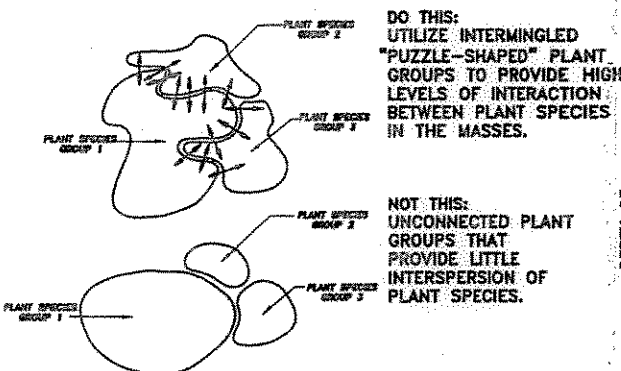 PLANT SPECIES
GROUP 2
DO THIS:
UTILIZE INTERMINGLED
"PUZZLE-SHAPED" PLANT
GROUPS TO PROVIDE HIGH
LEVELS OF INTERACTION
BETWEEN PLANT SPECIES
IN THE MASSES.
PLANT SPECIES
GROUP 3
PLANT SPECIES
GROUP 1
PLANT SPECIES
GROUP 2
NOT THIS:
UNCONNECTED PLANT
GROUPS THAT
PROVIDE LITTLE
INTERSPERSION OF
PLANT SPECIES.
PLANT SPECIES
GROUP 3
PLANT SPECIES
GROUP 1